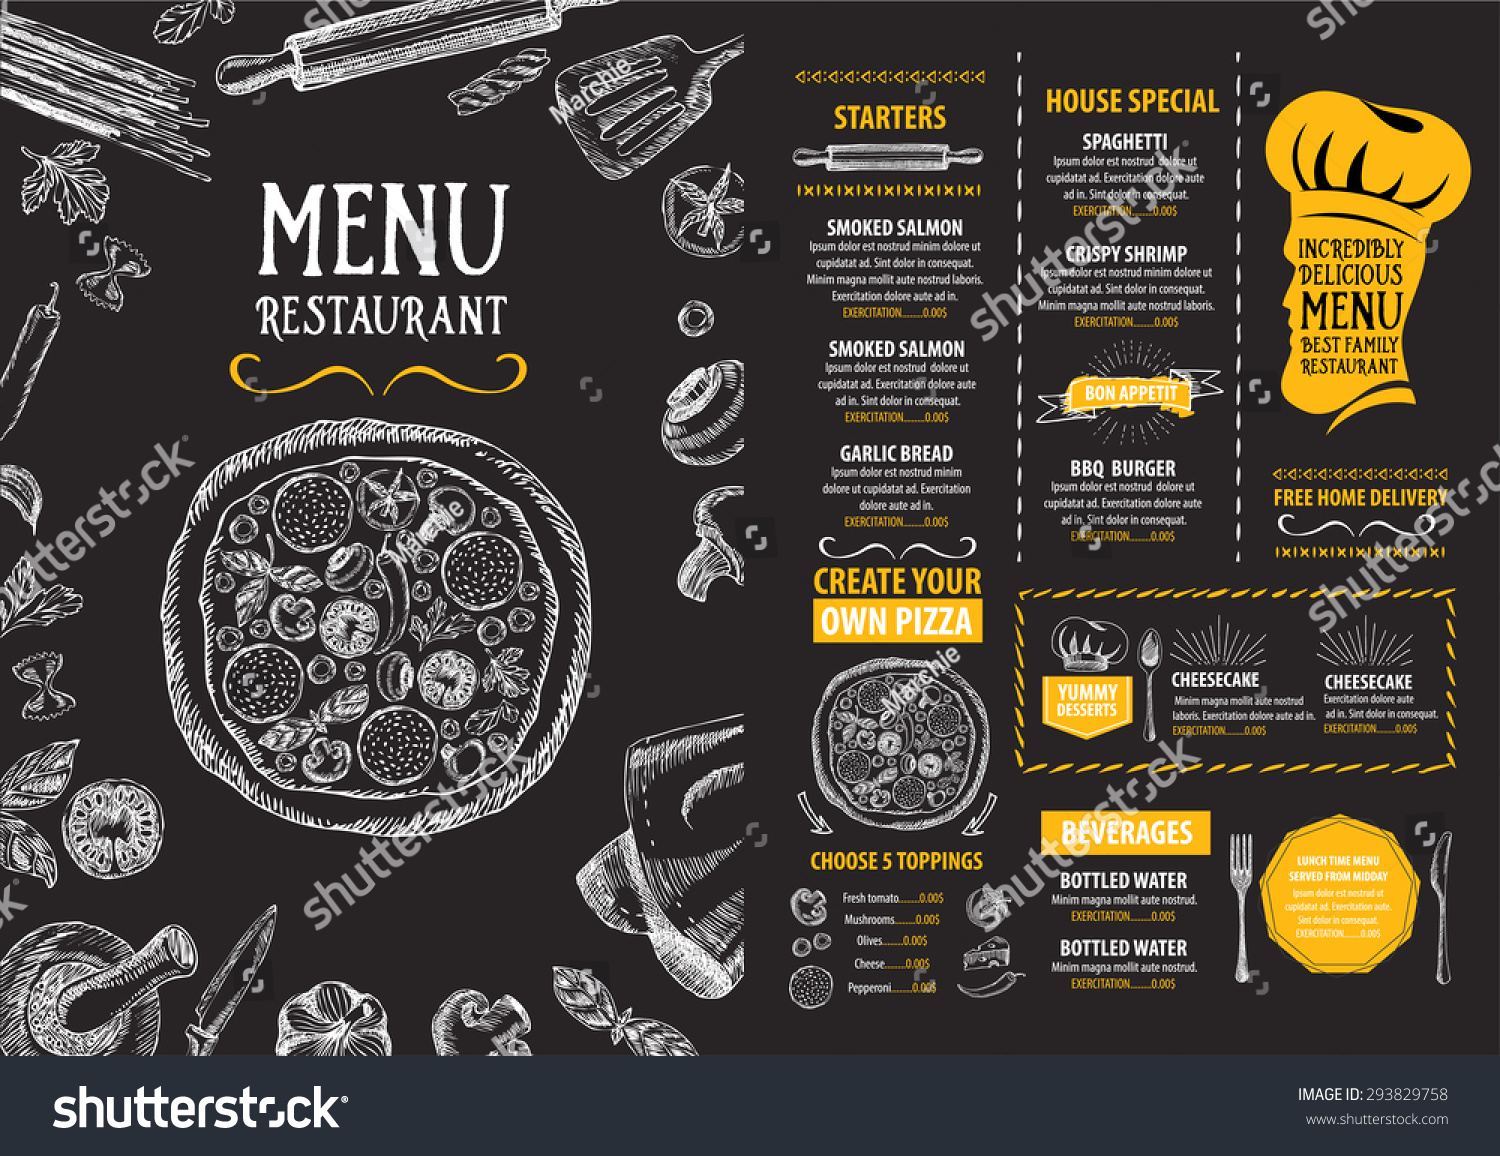 MENU
RESTAURANT
STARTERS
SMOKED SALMON
Ipsum dolor est nostrud minim dolore ut
cupidatat ad. Sint dolor in consequat.
Minim magna mollit aute nostrud laboris.
Exercitation dolore aute ad in.
EXERCITATION.........0.00$
SMOKED SALMON
Ipsum dolor est nostrud dolore ut
cupidatat ad. Exercitation dolore aute
ad in. Sint dolor in consequat.
EXERCITATION.........0.00$
GARLIC BREAD
Ipsum dolor est nostrud minim
dolore ut cupidatat ad. Exercitation
dolore aute ad in.
EXERCITATION.........0.00$
CREATE YOUR
OWN PIZZA
CHOOSE 5 TOPPINGS
Fresh tomato.........0.00$
Mushrooms.........0.00$
Olives.........0.00$
Cheese.........0.00$
Pepperoni.........0.00$
HOUSE SPECIAL
SPAGHETTI
Ipsum dolor est nostrud dolore ut
cupidatat ad. Exercitation dolore aute
ad in. Sint dolor in consequat.
EXERCITATION.........0.00$
CRISPY SHRIMP
Ipsum dolor est nostrud minim dolore ut
cupidatat ad. Sint dolor in consequat.
Minim magna mollit aute nostrud laboris.
EXERCITATION.........0.00$
BON APPETIT
BBQ BURGER
Ipsum dolor est nostrud dolore ut
cupidatat ad. Exercitation dolore aute
ad in. Sint dolor in consequat.
EXERCITATION.........0.00$
INCREDIBLY
DELICIOUS
MENU
BEST FAMILY
RESTAURANT
FREE HOME DELIVERY
YUMMY
DESSERTS
CHEESECAKE
Minim magna mollit aute nostrud
laboris. Exercitation dolore aute ad in.
EXERCITATION.........0.00$
CHEESECAKE
Exercitation dolore aute
ad in. Sint dolor in consequat.
EXERCITATION.........0.00$
BEVERAGES
BOTTLED WATER
Minim magna mollit aute nostrud.
EXERCITATION.........0.00$
BOTTLED WATER
Minim magna mollit aute nostrud.
EXERCITATION.........0.00$
LUNCH TIME MENU
SERVED FROM MIDDAY
Ipsum dolor est nostrud ut
cupidatat ad. Exercitation aute.
Sint dolor in consequat.
EXERCITATION.........0.00$
shutterstock
Marchie
shutterstock
IMAGE ID: 293829758
www.shutterstock.com